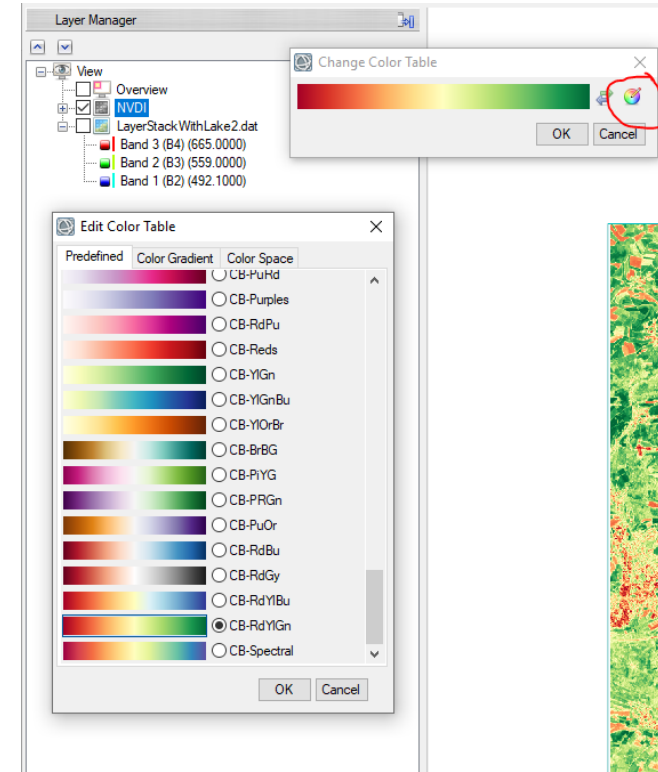 Layer Manager
View
Overview
NVDI
LayerStackWithLake2.dat
Band 3 (B4) (665.0000)
Band 2 (B3) (559.0000)
Band 1 (B2) (492.1000)
Change Color Table
OK Cancel
Edit Color Table
Predefined Color Gradient Color Space
CB-PuRd
CB-Purples
CB-RdPu
CB-Reds
CB-YlGn
CB-YlGnBu
CB-YlOrBr
CB-BrBG
CB-PiYG
CB-PRGn
CB-PuOr
CB-RdBu
CB-RdGy
CB-RdYlBu
CB-RdYlGn
CB-Spectral
OK Cancel